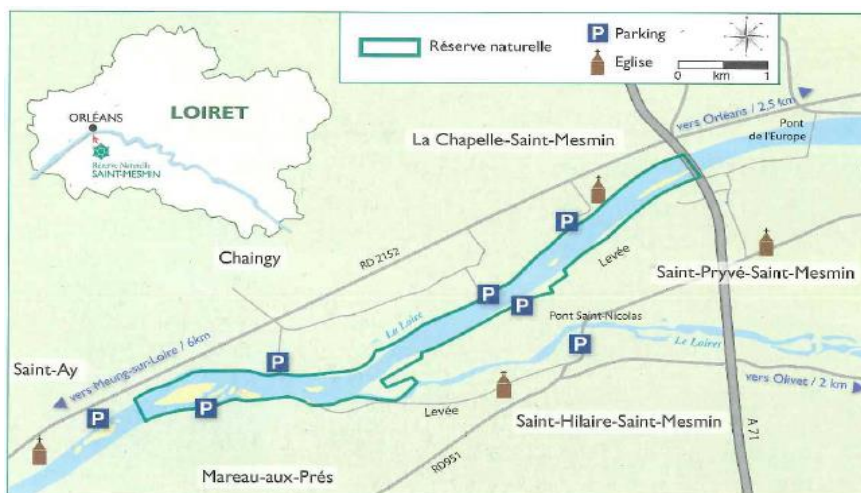 Réserve naturelle
P Parking
Eglise
0 km 1
LOIRET
ORLÉANS
Réserve Naturelle
SAINT-MESMIN
vers Orléans / 2,5 km
Pont
de l'Europe
La Chapelle-Saint-Mesmin
Chaingy
RD 2152
P
Levée
Saint-Pryvé-Saint-Mesmin
P
P
La Loire
Pont Saint-Nicolas
P
Le Loiret
Saint-Ay
vers Meung-sur-Loire / 6km
P
vers Olivet / 2 km
P
P
Levée
Saint-Hilaire-Saint-Mesmin
A 71
RD951
Mareau-aux-Prés